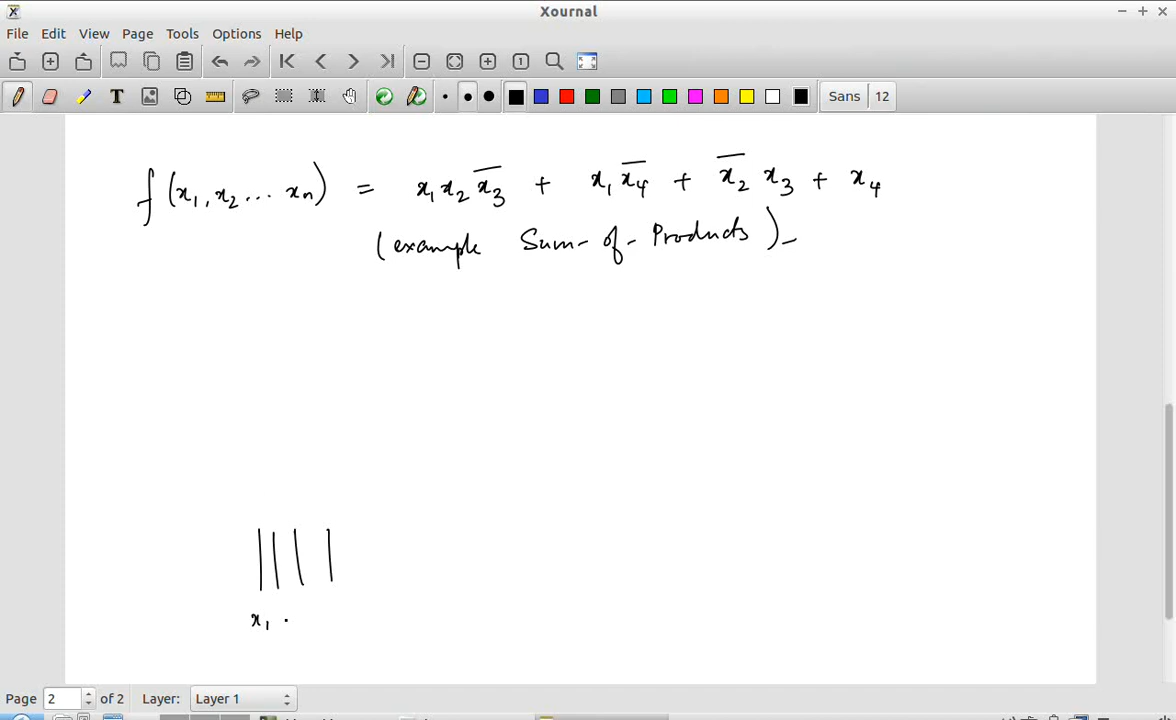 Xournal
File Edit View Page Tools Options Help
Sans 12
f(x₁, x₂ ... xₙ) = x₁ x₂ x̅₃ + x₁ x̅₄ + x̅₂ x₃ + x₄
(example Sum-of-Products)-
x₁ .
Page 2 of 2 Layer: Layer 1